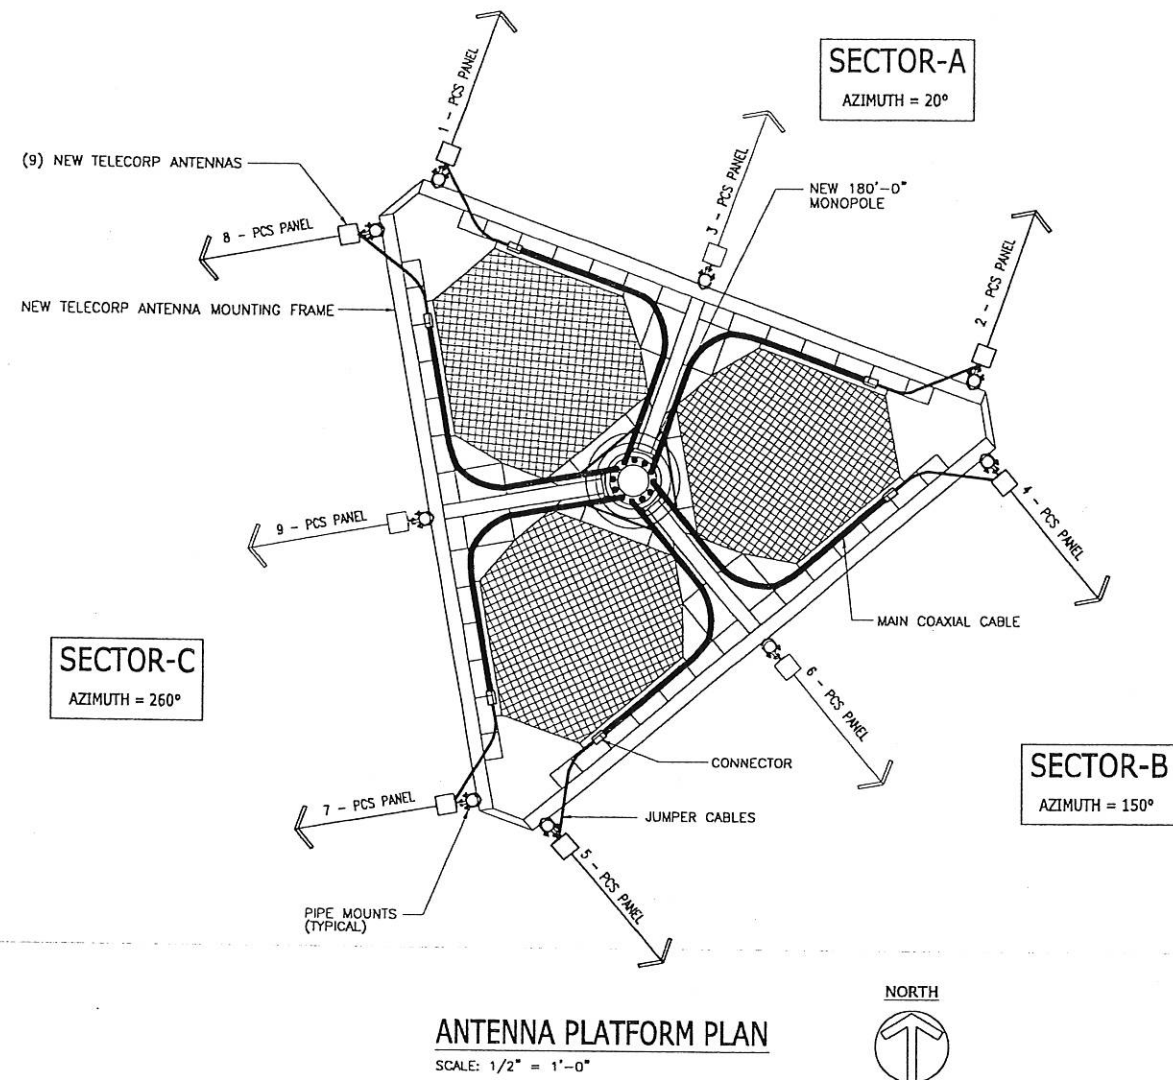 1 - PCS PANEL
SECTOR-A
AZIMUTH = 20°
(9) NEW TELECORP ANTENNAS
3 - PCS PANEL
NEW 180'-0"
MONOPOLE
8 - PCS PANEL
2 - PCS PANEL
NEW TELECORP ANTENNA MOUNTING FRAME
9 - PCS PANEL
4 - PCS PANEL
MAIN COAXIAL CABLE
SECTOR-C
AZIMUTH = 260°
6 - PCS PANEL
CONNECTOR
SECTOR-B
AZIMUTH = 150°
7 - PCS PANEL
JUMPER CABLES
5 - PCS PANEL
PIPE MOUNTS
(TYPICAL)
NORTH
ANTENNA PLATFORM PLAN
SCALE: 1/2" = 1'-0"